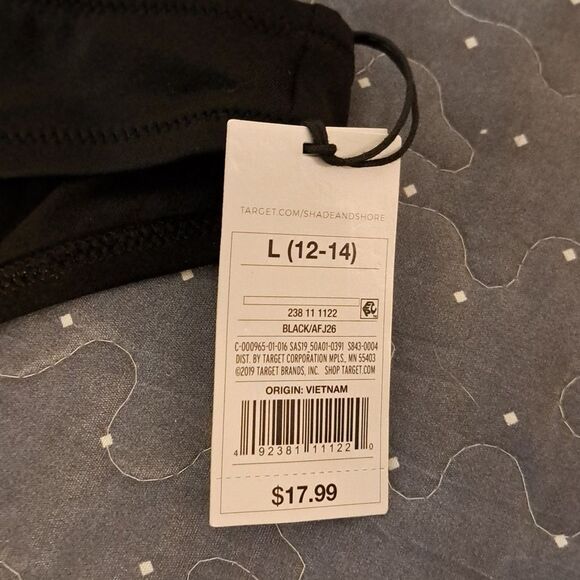 TARGET.COM/SHADEANDSHORE
L (12-14)
238 11 1122
BLACK/AFJ26
C-000965-01-016 SAS19_50A01-0391 S843-0004
DIST. BY TARGET CORPORATION MPLS., MN 55403
©2019 TARGET BRANDS, INC. SHOP TARGET.COM
ORIGIN: VIETNAM
4 92381 11122 0
$17.99